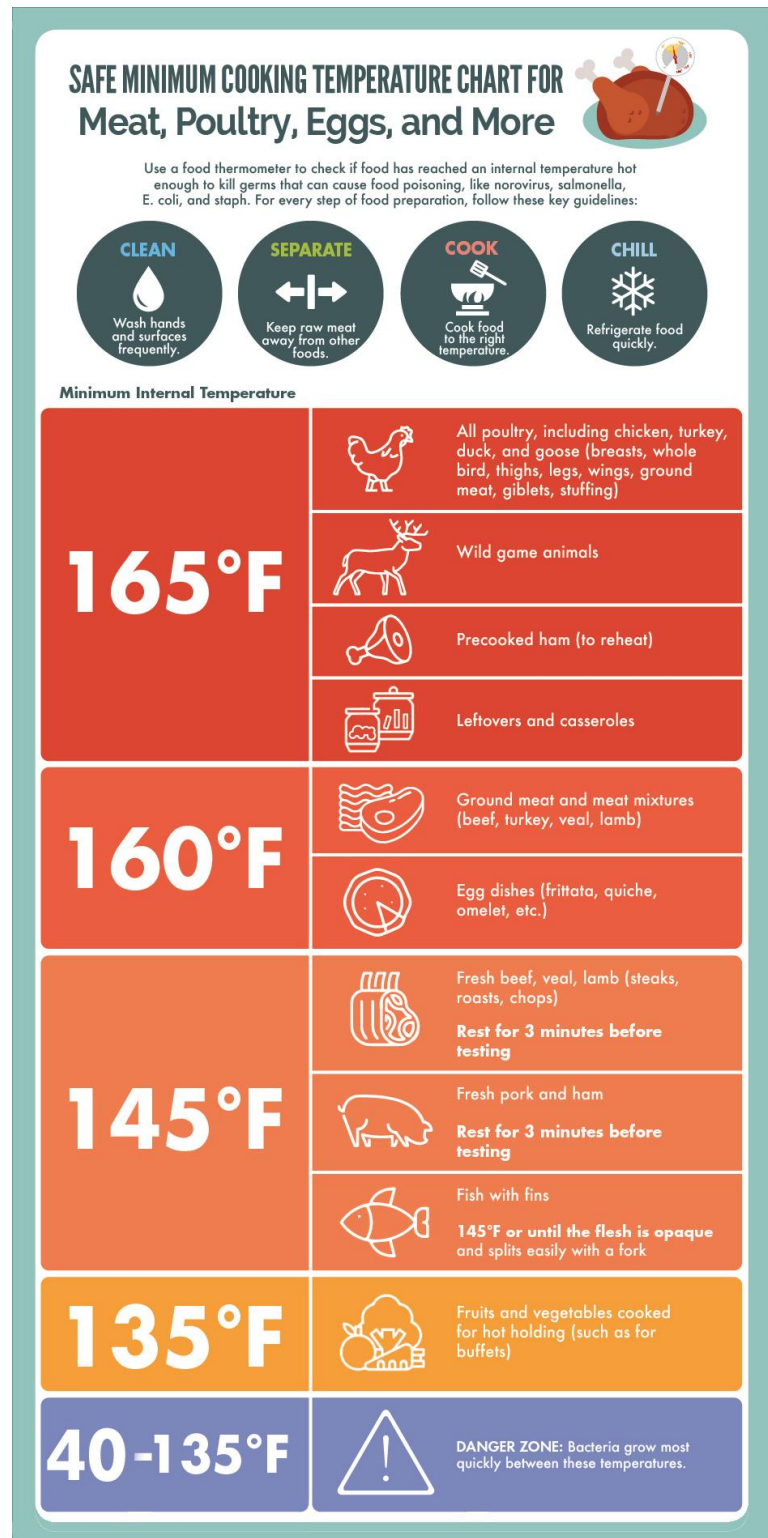 SAFE MINIMUM COOKING TEMPERATURE CHART FOR
Meat, Poultry, Eggs, and More
Use a food thermometer to check if food has reached an internal temperature hot
enough to kill germs that can cause food poisoning, like norovirus, salmonella,
E. coli, and staph. For every step of food preparation, follow these key guidelines:
CLEAN
Wash hands
and surfaces
frequently.
SEPARATE
Keep raw meat
away from other
foods.
COOK
Cook food
to the right
temperature.
CHILL
Refrigerate food
quickly.
Minimum Internal Temperature
165°F
All poultry, including chicken, turkey,
duck, and goose (breasts, whole
bird, thighs, legs, wings, ground
meat, giblets, stuffing)
Wild game animals
Precooked ham (to reheat)
Leftovers and casseroles
160°F
Ground meat and meat mixtures
(beef, turkey, veal, lamb)
Egg dishes (frittata, quiche,
omelet, etc.)
145°F
Fresh beef, veal, lamb (steaks,
roasts, chops)
Rest for 3 minutes before
testing
Fresh pork and ham
Rest for 3 minutes before
testing
Fish with fins
145°F or until the flesh is opaque
and splits easily with a fork
135°F
Fruits and vegetables cooked
for hot holding (such as for
buffets)
40-135°F
DANGER ZONE: Bacteria grow most
quickly between these temperatures.